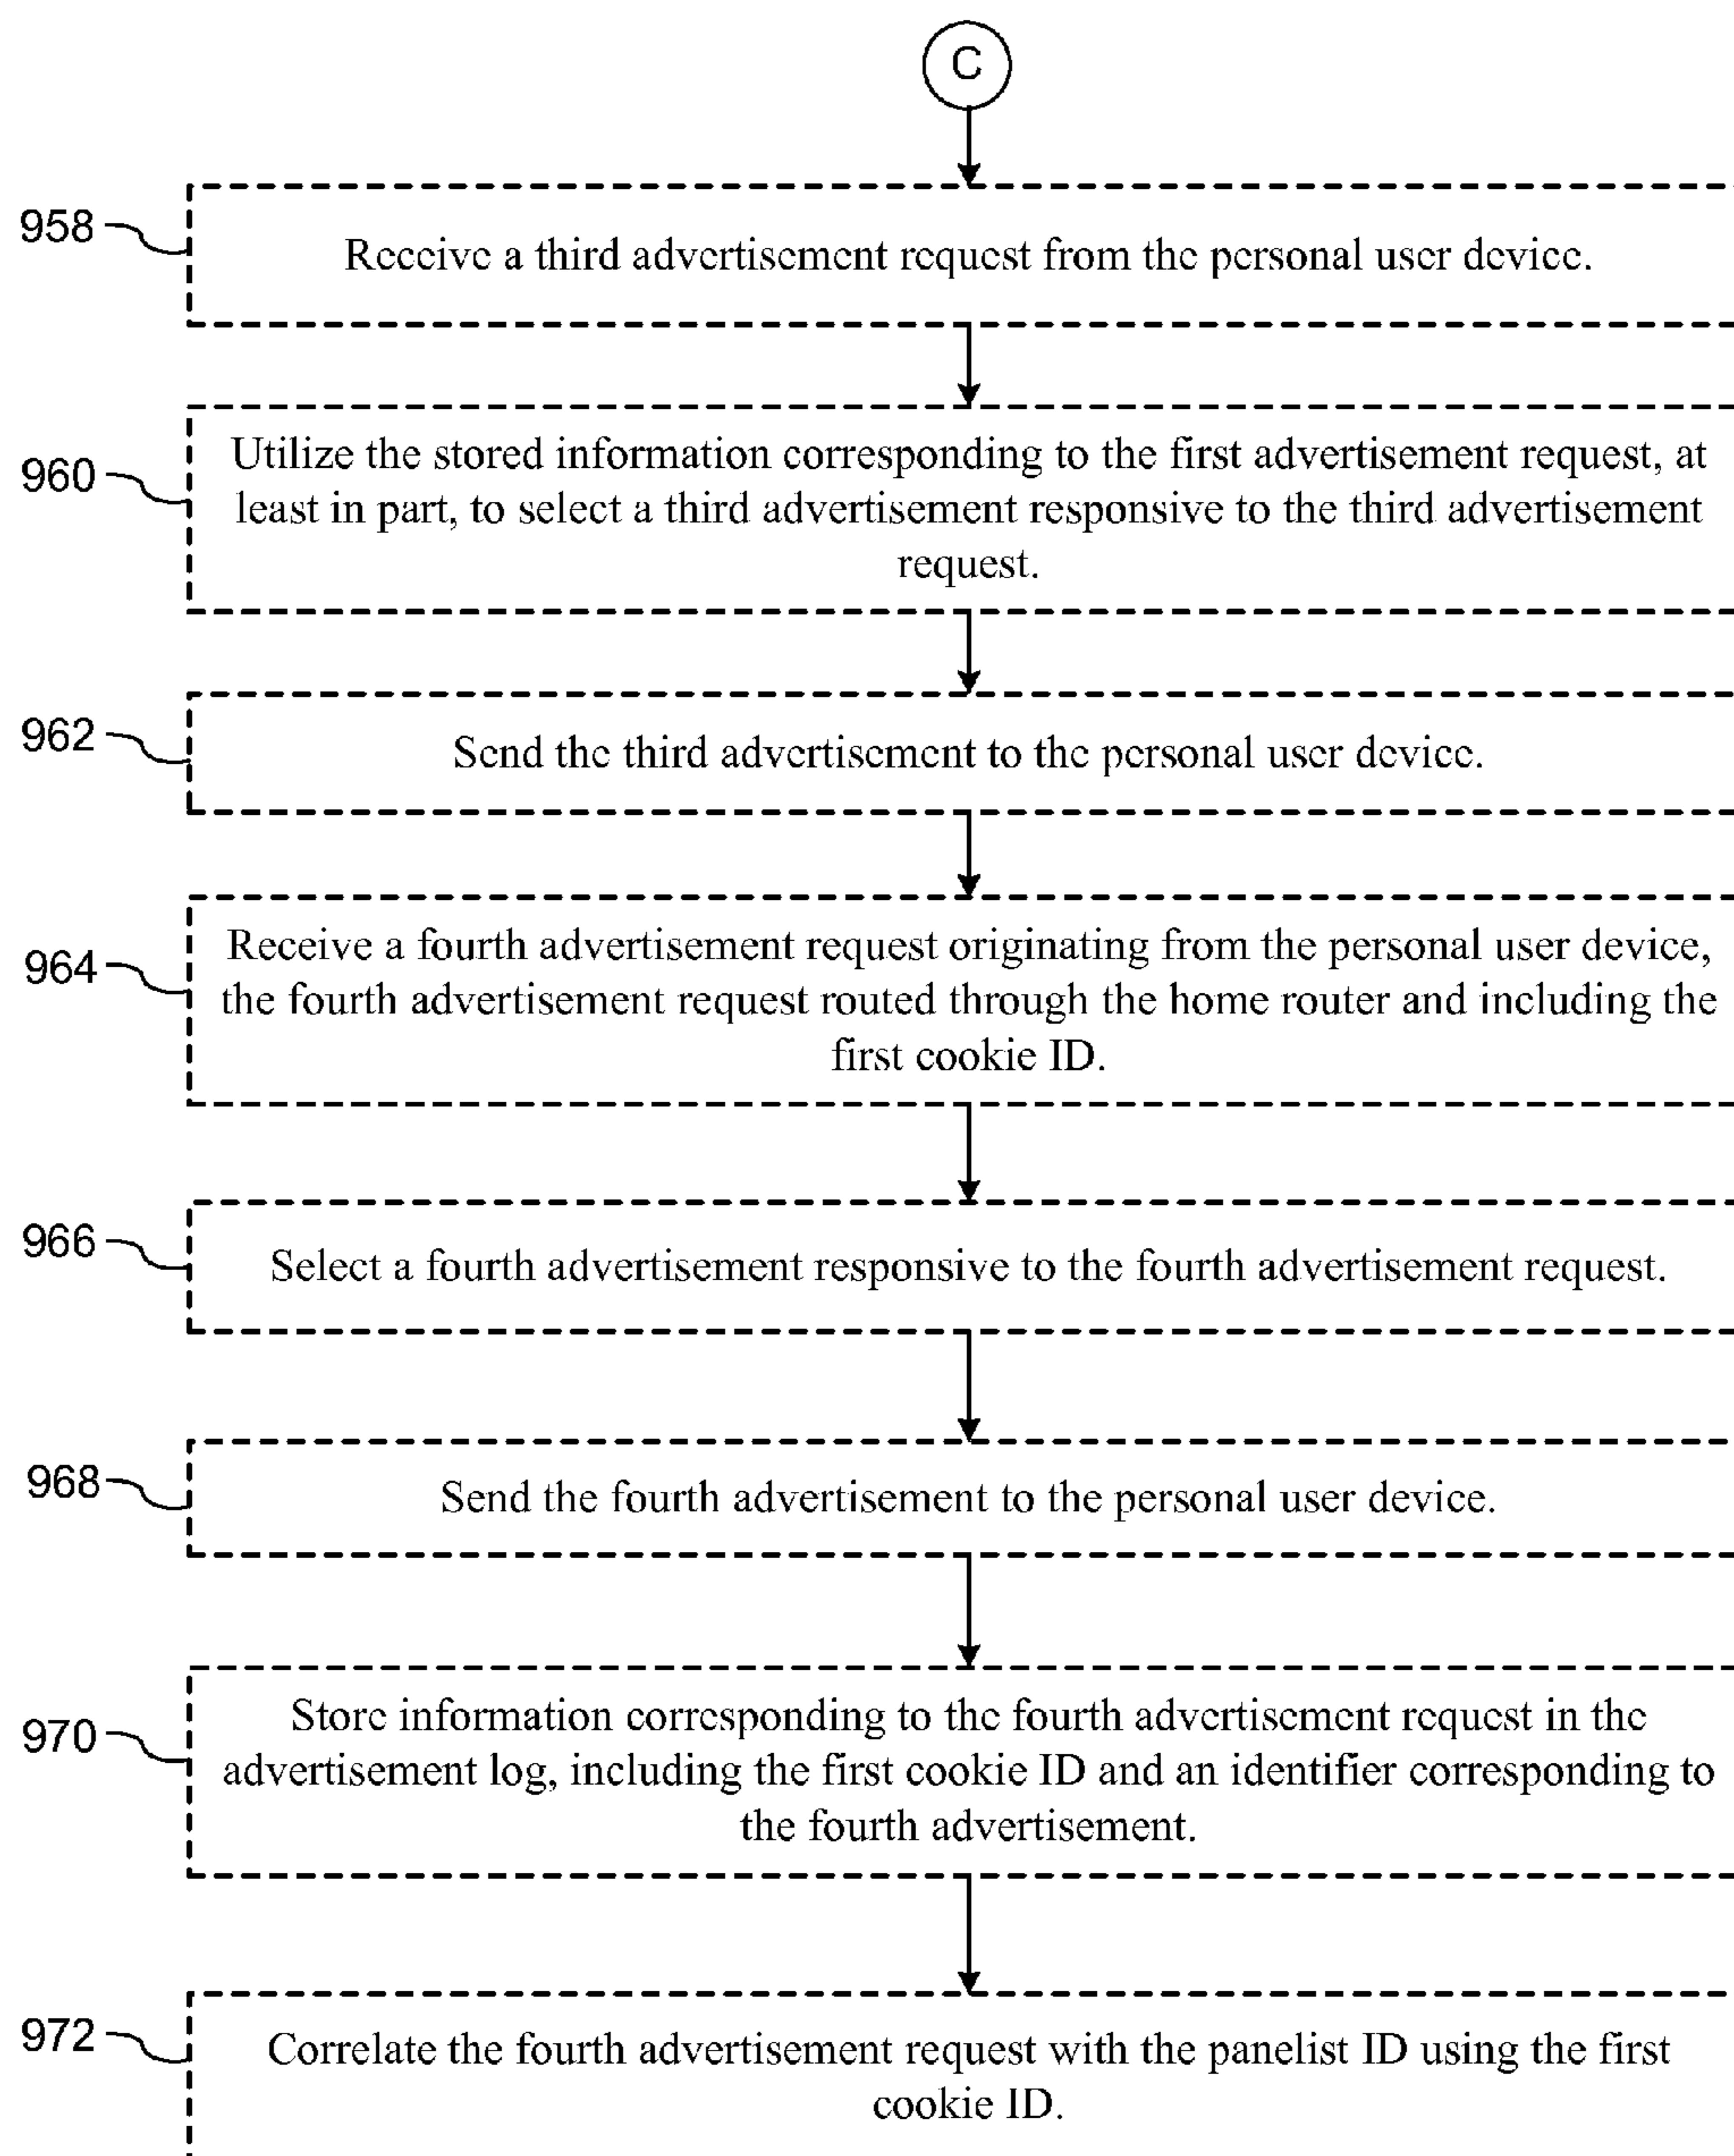 C
958
Receive a third advertisement request from the personal user device.
960
Utilize the stored information corresponding to the first advertisement request, at
least in part, to select a third advertisement responsive to the third advertisement
request.
962
Send the third advertisement to the personal user device.
964
Receive a fourth advertisement request originating from the personal user device,
the fourth advertisement request routed through the home router and including the
first cookie ID.
966
Select a fourth advertisement responsive to the fourth advertisement request.
968
Send the fourth advertisement to the personal user device.
970
Store information corresponding to the fourth advertisement request in the
advertisement log, including the first cookie ID and an identifier corresponding to
the fourth advertisement.
972
Correlate the fourth advertisement request with the panelist ID using the first
cookie ID.